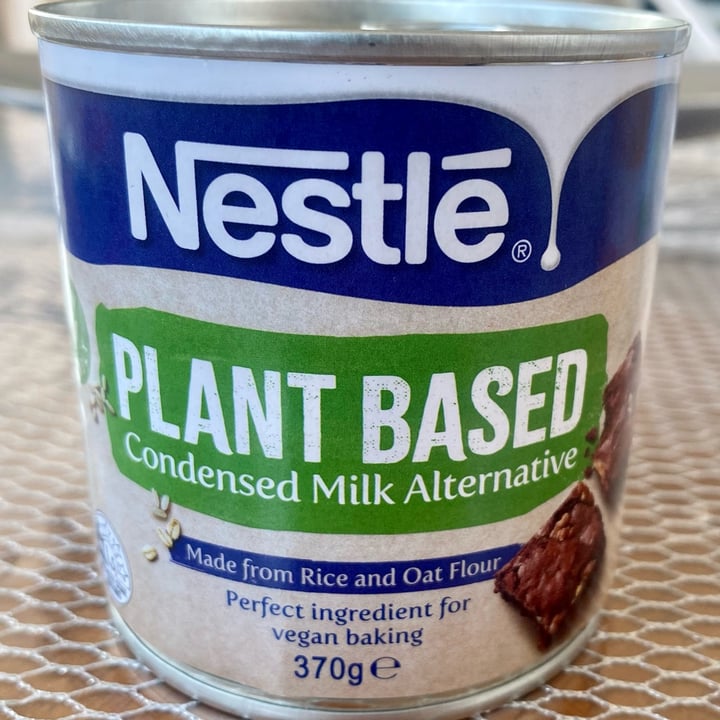 Nestlé®
PLANT BASED
Condensed Milk Alternative
Made from Rice and Oat Flour
Perfect ingredient for
vegan baking
370g ℮